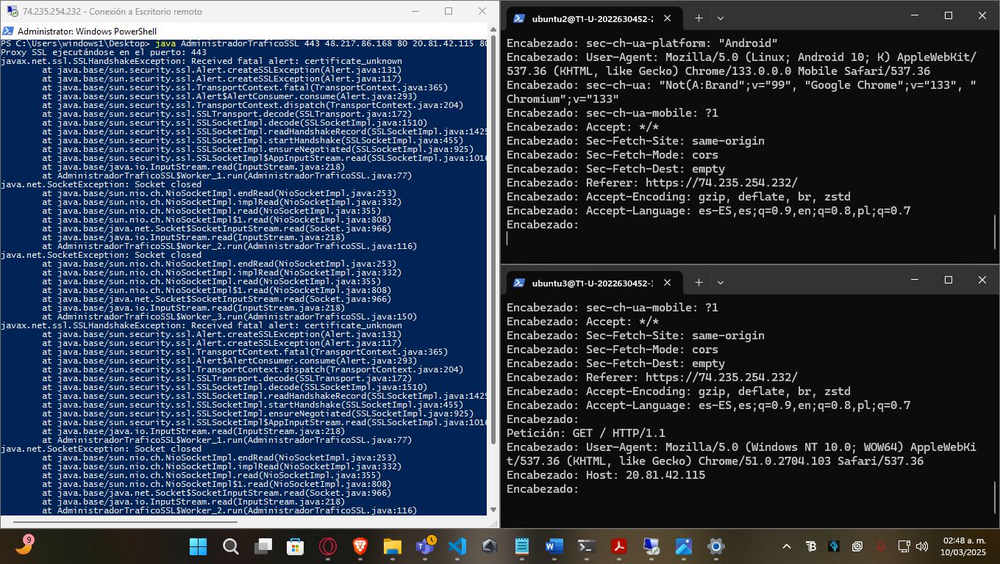 74.235.254.232 - Conexión a Escritorio remoto
Administrator: Windows PowerShell
PS C:\Users\windows1\Desktop> java AdministradorTraficoSSL 443 48.217.86.168 80 20.81.42.115 80
Proxy SSL ejecutándose en el puerto: 443
javax.net.ssl.SSLHandshakeException: Received fatal alert: certificate_unknown
at java.base/sun.security.ssl.Alert.createSSLException(Alert.java:131)
at java.base/sun.security.ssl.Alert.createSSLException(Alert.java:117)
at java.base/sun.security.ssl.TransportContext.fatal(TransportContext.java:365)
at java.base/sun.security.ssl.Alert$AlertConsumer.consume(Alert.java:293)
at java.base/sun.security.ssl.TransportContext.dispatch(TransportContext.java:204)
at java.base/sun.security.ssl.SSLTransport.decode(SSLTransport.java:172)
at java.base/sun.security.ssl.SSLSocketImpl.decode(SSLSocketImpl.java:1510)
at java.base/sun.security.ssl.SSLSocketImpl.readHandshakeRecord(SSLSocketImpl.java:1425
at java.base/sun.security.ssl.SSLSocketImpl.startHandshake(SSLSocketImpl.java:455)
at java.base/sun.security.ssl.SSLSocketImpl.ensureNegotiated(SSLSocketImpl.java:925)
at java.base/sun.security.ssl.SSLSocketImpl$AppInputStream.read(SSLSocketImpl.java:1016
at java.base/java.io.InputStream.read(InputStream.java:218)
at AdministradorTraficoSSL$Worker_1.run(AdministradorTraficoSSL.java:77)
java.net.SocketException: Socket closed
at java.base/sun.nio.ch.NioSocketImpl.endRead(NioSocketImpl.java:253)
at java.base/sun.nio.ch.NioSocketImpl.implRead(NioSocketImpl.java:332)
at java.base/sun.nio.ch.NioSocketImpl.read(NioSocketImpl.java:355)
at java.base/sun.nio.ch.NioSocketImpl$1.read(NioSocketImpl.java:808)
at java.base/java.net.Socket$SocketInputStream.read(Socket.java:966)
at java.base/java.io.InputStream.read(InputStream.java:218)
at AdministradorTraficoSSL$Worker_2.run(AdministradorTraficoSSL.java:116)
java.net.SocketException: Socket closed
at java.base/sun.nio.ch.NioSocketImpl.endRead(NioSocketImpl.java:253)
at java.base/sun.nio.ch.NioSocketImpl.implRead(NioSocketImpl.java:332)
at java.base/sun.nio.ch.NioSocketImpl.read(NioSocketImpl.java:355)
at java.base/sun.nio.ch.NioSocketImpl$1.read(NioSocketImpl.java:808)
at java.base/java.net.Socket$SocketInputStream.read(Socket.java:966)
at java.base/java.io.InputStream.read(InputStream.java:218)
at AdministradorTraficoSSL$Worker_3.run(AdministradorTraficoSSL.java:150)
javax.net.ssl.SSLHandshakeException: Received fatal alert: certificate_unknown
at java.base/sun.security.ssl.Alert.createSSLException(Alert.java:131)
at java.base/sun.security.ssl.Alert.createSSLException(Alert.java:117)
at java.base/sun.security.ssl.TransportContext.fatal(TransportContext.java:365)
at java.base/sun.security.ssl.Alert$AlertConsumer.consume(Alert.java:293)
at java.base/sun.security.ssl.TransportContext.dispatch(TransportContext.java:204)
at java.base/sun.security.ssl.SSLTransport.decode(SSLTransport.java:172)
at java.base/sun.security.ssl.SSLSocketImpl.decode(SSLSocketImpl.java:1510)
at java.base/sun.security.ssl.SSLSocketImpl.readHandshakeRecord(SSLSocketImpl.java:1425
at java.base/sun.security.ssl.SSLSocketImpl.startHandshake(SSLSocketImpl.java:455)
at java.base/sun.security.ssl.SSLSocketImpl.ensureNegotiated(SSLSocketImpl.java:925)
at java.base/sun.security.ssl.SSLSocketImpl$AppInputStream.read(SSLSocketImpl.java:1016
at java.base/java.io.InputStream.read(InputStream.java:218)
at AdministradorTraficoSSL$Worker_1.run(AdministradorTraficoSSL.java:77)
java.net.SocketException: Socket closed
at java.base/sun.nio.ch.NioSocketImpl.endRead(NioSocketImpl.java:253)
at java.base/sun.nio.ch.NioSocketImpl.implRead(NioSocketImpl.java:332)
at java.base/sun.nio.ch.NioSocketImpl.read(NioSocketImpl.java:355)
at java.base/sun.nio.ch.NioSocketImpl$1.read(NioSocketImpl.java:808)
at java.base/java.net.Socket$SocketInputStream.read(Socket.java:966)
at java.base/java.io.InputStream.read(InputStream.java:218)
at AdministradorTraficoSSL$Worker_2.run(AdministradorTraficoSSL.java:116)
ubuntu2@T1-U-2022630452-2
Encabezado: sec-ch-ua-platform: "Android"
Encabezado: User-Agent: Mozilla/5.0 (Linux; Android 10; K) AppleWebKit/
537.36 (KHTML, like Gecko) Chrome/133.0.0.0 Mobile Safari/537.36
Encabezado: sec-ch-ua: "Not(A:Brand";v="99", "Google Chrome";v="133", "
Chromium";v="133"
Encabezado: sec-ch-ua-mobile: ?1
Encabezado: Accept: */*
Encabezado: Sec-Fetch-Site: same-origin
Encabezado: Sec-Fetch-Mode: cors
Encabezado: Sec-Fetch-Dest: empty
Encabezado: Referer: https://74.235.254.232/
Encabezado: Accept-Encoding: gzip, deflate, br, zstd
Encabezado: Accept-Language: es-ES,es;q=0.9,en;q=0.8,pl;q=0.7
Encabezado:
ubuntu3@T1-U-2022630452-3
Encabezado: sec-ch-ua-mobile: ?1
Encabezado: Accept: */*
Encabezado: Sec-Fetch-Site: same-origin
Encabezado: Sec-Fetch-Mode: cors
Encabezado: Sec-Fetch-Dest: empty
Encabezado: Referer: https://74.235.254.232/
Encabezado: Accept-Encoding: gzip, deflate, br, zstd
Encabezado: Accept-Language: es-ES,es;q=0.9,en;q=0.8,pl;q=0.7
Encabezado:
Petición: GET / HTTP/1.1
Encabezado: User-Agent: Mozilla/5.0 (Windows NT 10.0; WOW64) AppleWebKi
t/537.36 (KHTML, like Gecko) Chrome/51.0.2704.103 Safari/537.36
Encabezado: Host: 20.81.42.115
Encabezado:
9
02:48 a. m.
10/03/2025